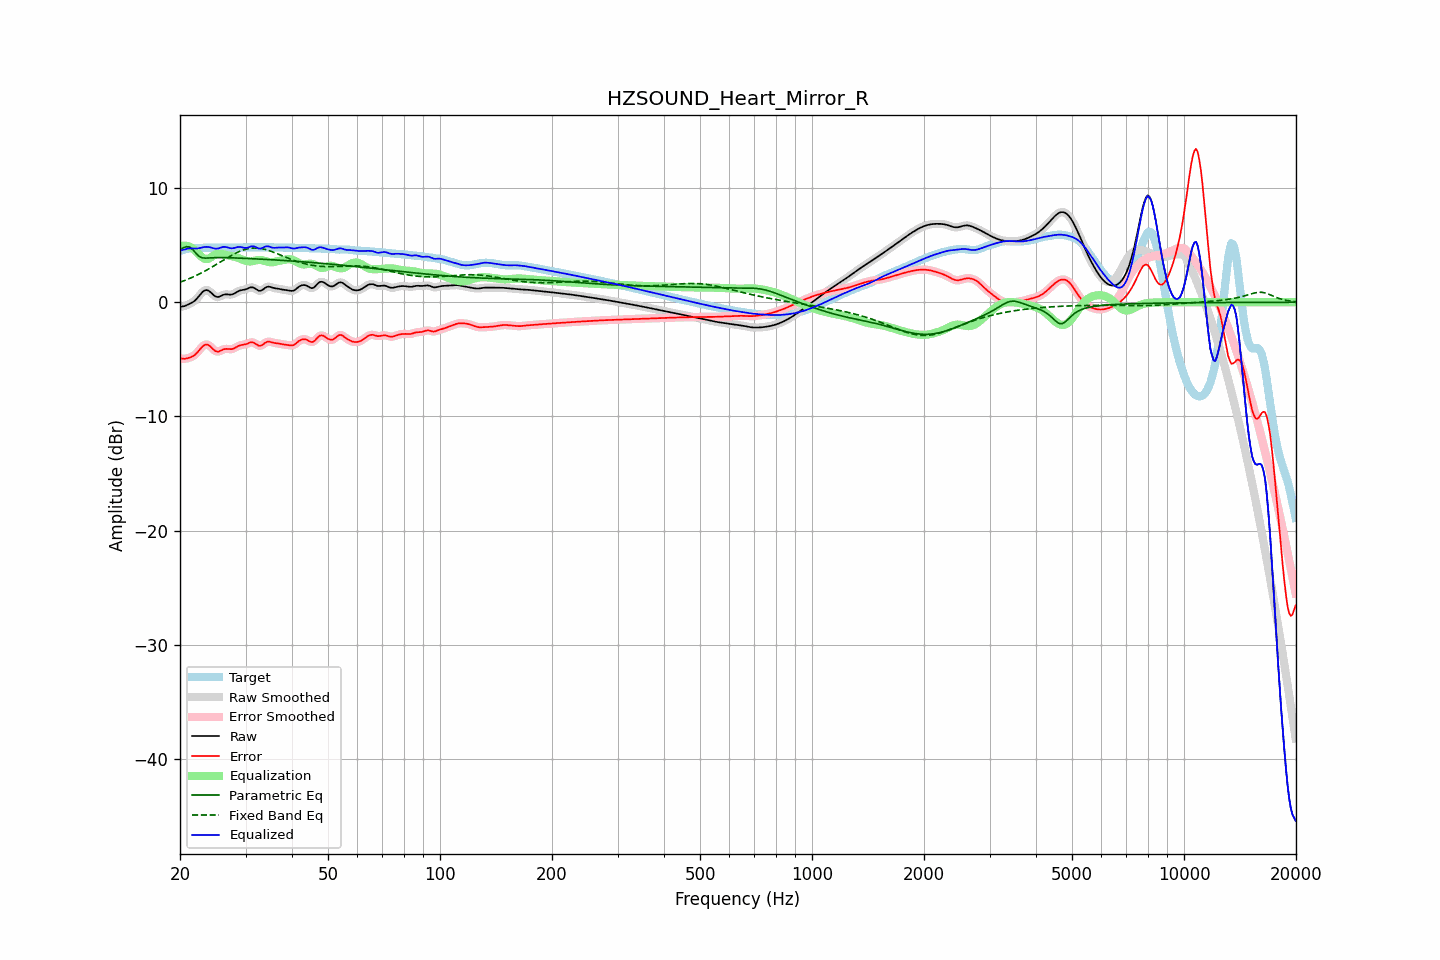 HZSOUND_Heart_Mirror_R
10
0
−10
−20
−30
−40
Amplitude (dBr)
Target
Raw Smoothed
Error Smoothed
Raw
Error
Equalization
Parametric Eq
Fixed Band Eq
Equalized
20 50 100 200 500 1000 2000 5000 10000 20000
Frequency (Hz)